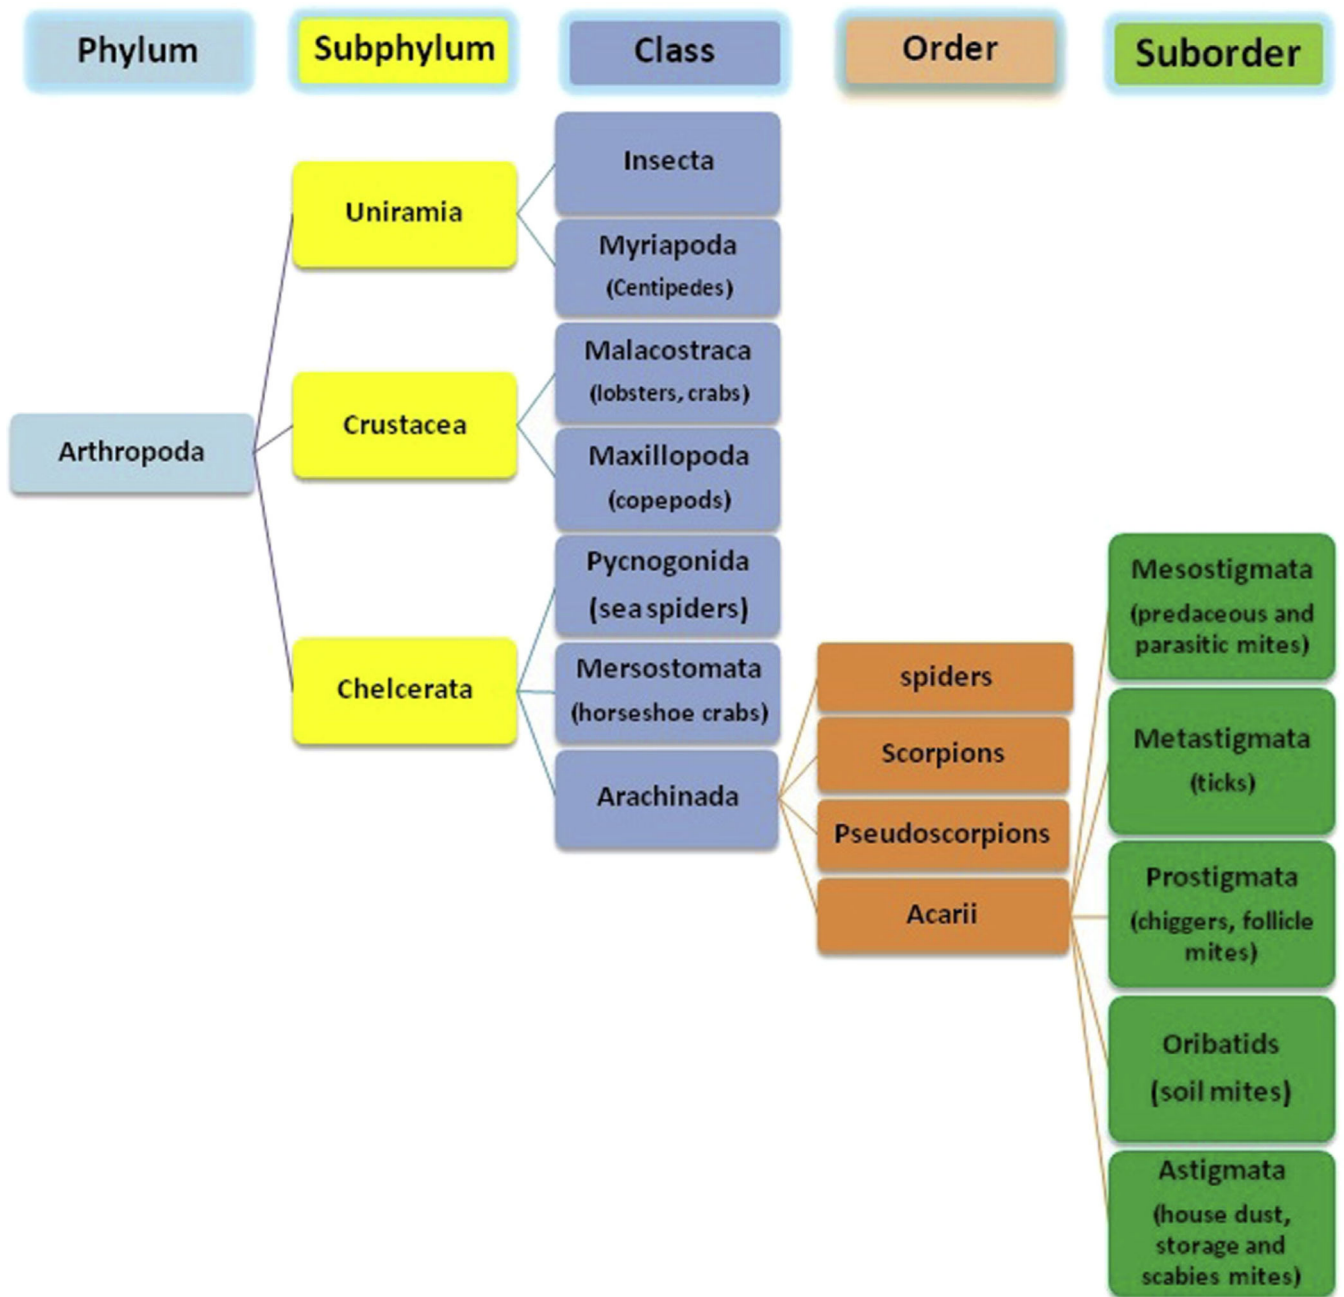 Phylum
Subphylum
Class
Order
Suborder
Arthropoda
Uniramia
Crustacea
Chelcerata
Insecta
Myriapoda
(Centipedes)
Malacostraca
(lobsters, crabs)
Maxillopoda
(copepods)
Pycnogonida
(sea spiders)
Mersostomata
(horseshoe crabs)
Arachinada
spiders
Scorpions
Pseudoscorpions
Acarii
Mesostigmata
(predaceous and
parasitic mites)
Metastigmata
(ticks)
Prostigmata
(chiggers, follicle
mites)
Oribatids
(soil mites)
Astigmata
(house dust,
storage and
scabies mites)